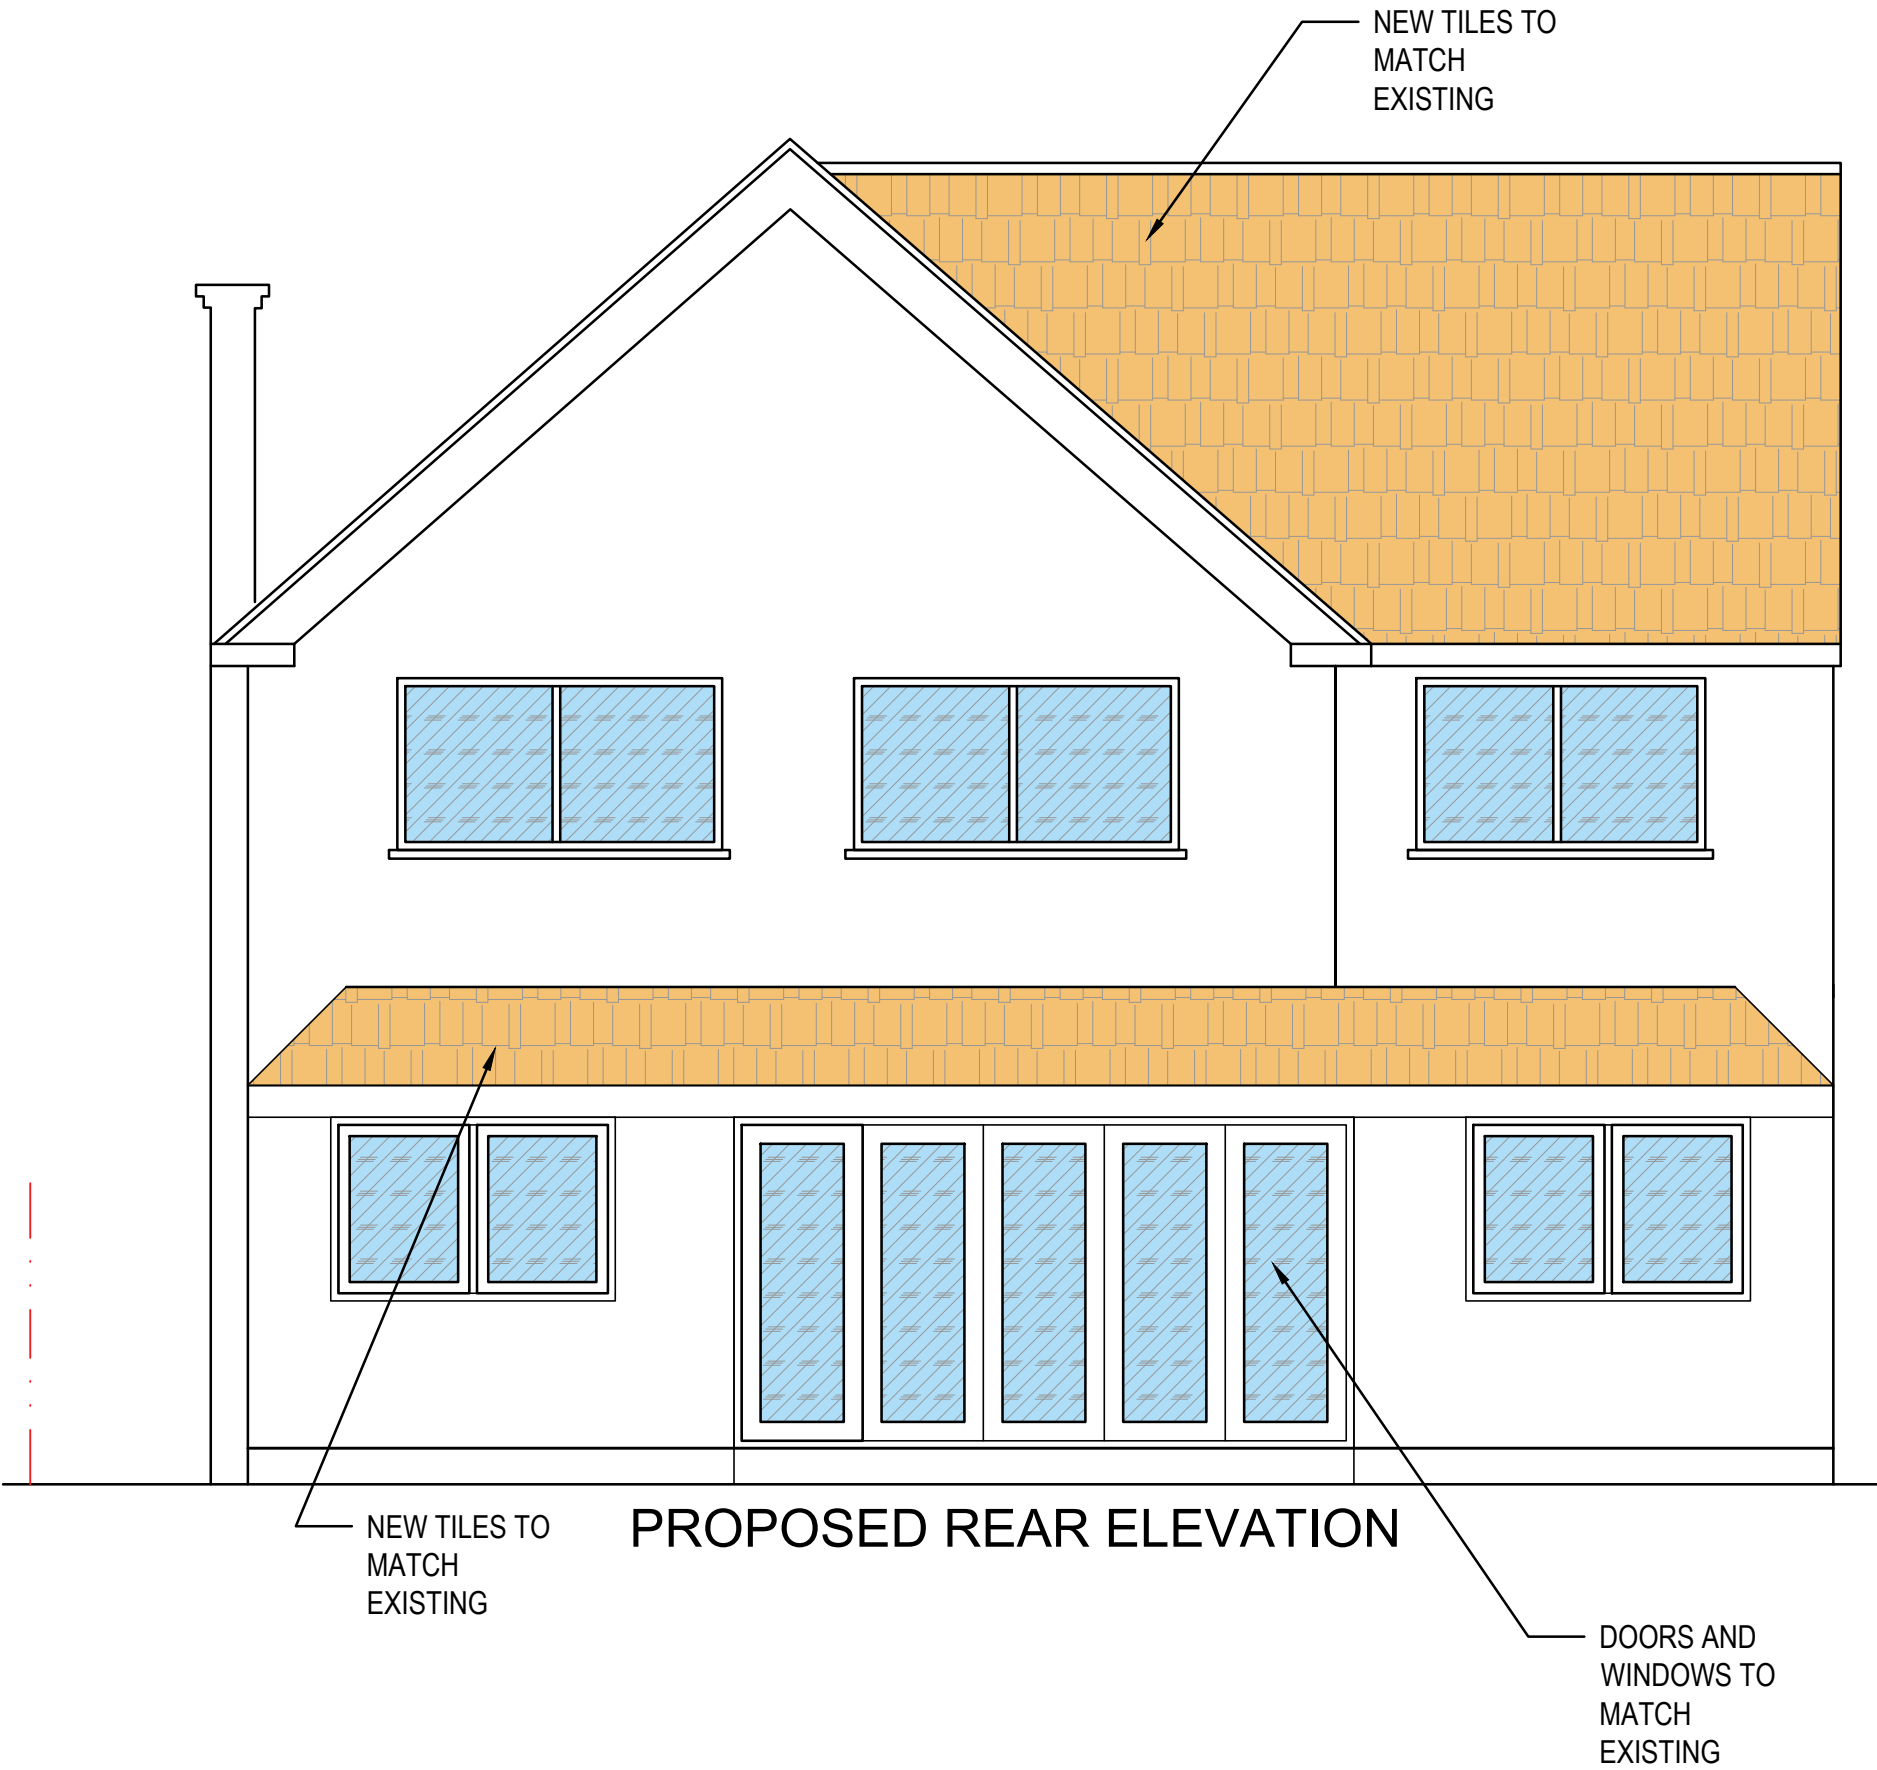 NEW TILES TO
MATCH
EXISTING
NEW TILES TO
MATCH
EXISTING
PROPOSED REAR ELEVATION
DOORS AND
WINDOWS TO
MATCH
EXISTING